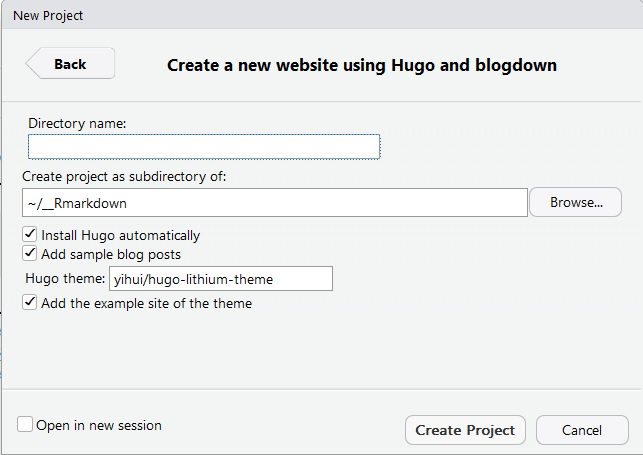 New Project
Back
Create a new website using Hugo and blogdown
Directory name:
Create project as subdirectory of:
~/__Rmarkdown
Browse...
Install Hugo automatically
Add sample blog posts
Hugo theme: yihui/hugo-lithium-theme
Add the example site of the theme
Open in new session
Create Project
Cancel